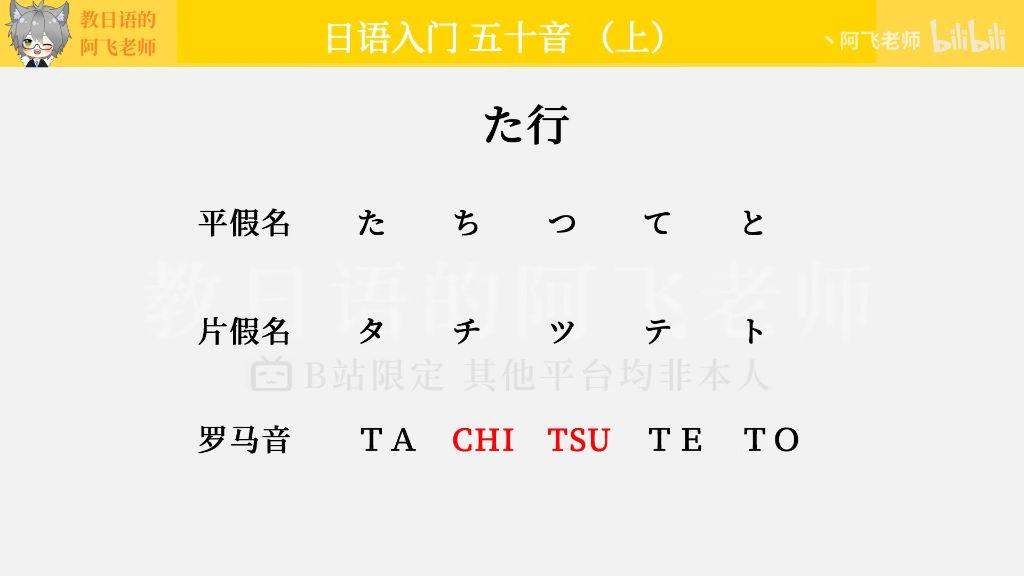 教日语的
阿飞老师
日语入门 五十音 （上）
丶阿飞老师 bilibili
た行
平假名 た ち つ て と
教日语的阿飞老师
片假名 タ チ ツ テ ト
B站限定 其他平台均非本人
罗马音 TA CHI TSU TE TO